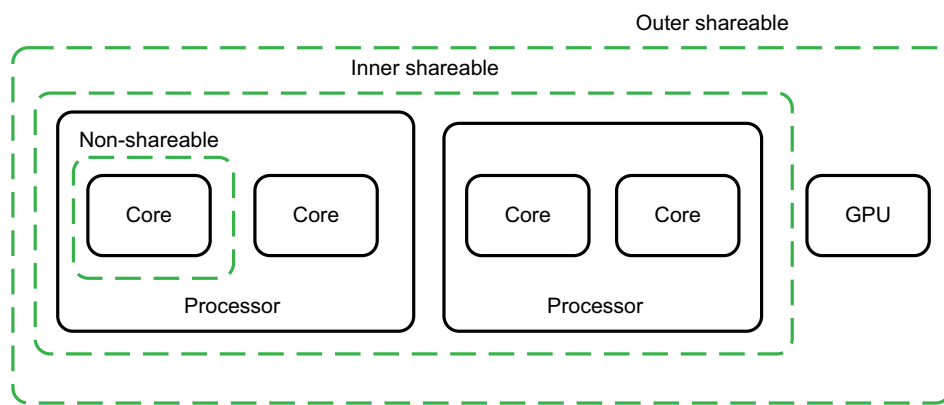 Outer shareable
Inner shareable
Non-shareable
Core
Core
Core
Core
GPU
Processor
Processor